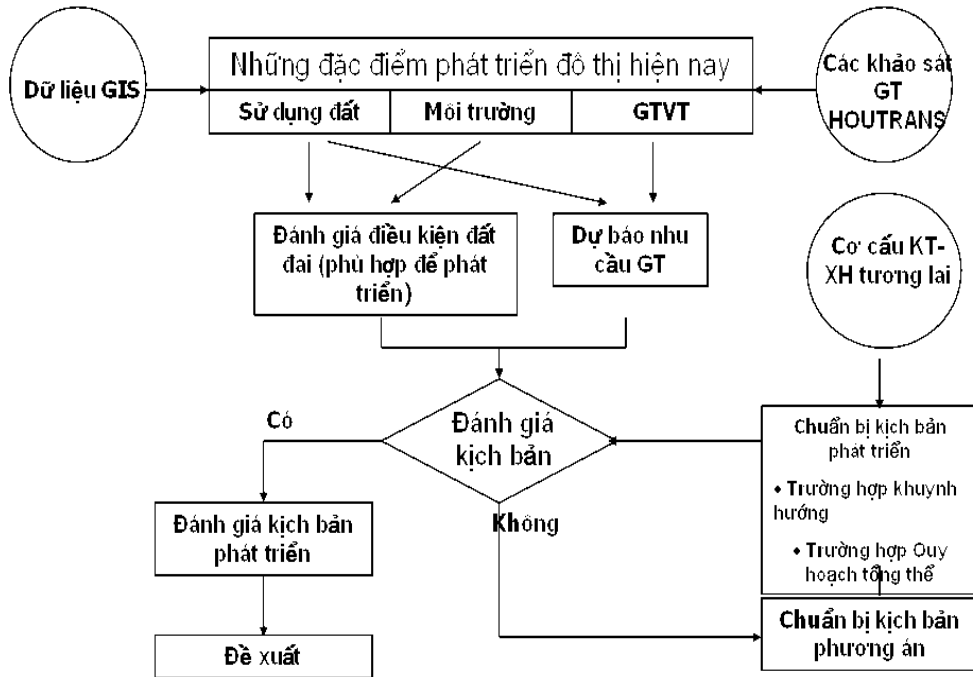 Dữ liệu GIS
Những đặc điểm phát triển đô thị hiện nay
Sử dụng đất
Môi trường
GTVT
Các khảo sát
GT
HOUTRANS
Đánh giá điều kiện đất
đai (phù hợp để phát
triển)
Dự báo nhu
cầu GT
Cơ cấu KT-
XH tương lai
Đánh giá
kịch bản
Có
Không
Chuẩn bị kịch bản
phát triển
• Trường hợp khuynh
hướng
• Trường hợp Quy
hoạch tổng thể
Đánh giá kịch bản
phát triển
Chuẩn bị kịch bản
phương án
Đề xuất